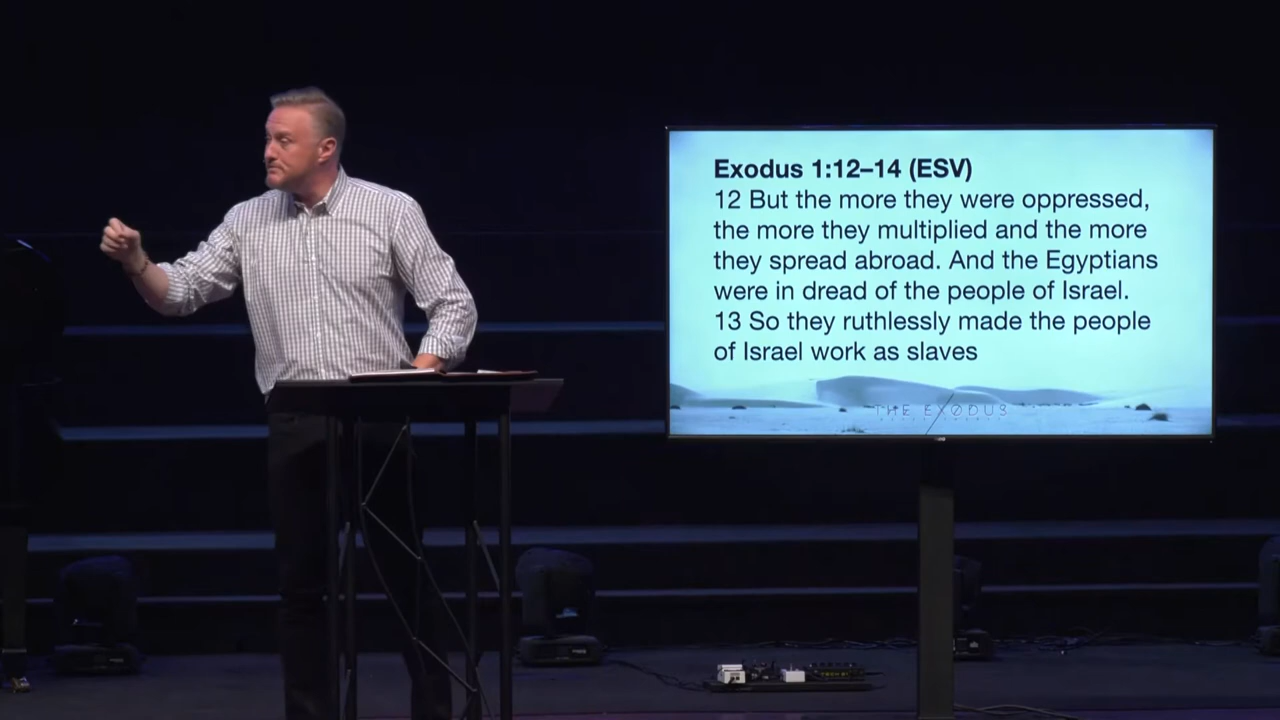 Exodus 1:12–14 (ESV)
12 But the more they were oppressed,
the more they multiplied and the more
they spread abroad. And the Egyptians
were in dread of the people of Israel.
13 So they ruthlessly made the people
of Israel work as slaves
THE EXODUS